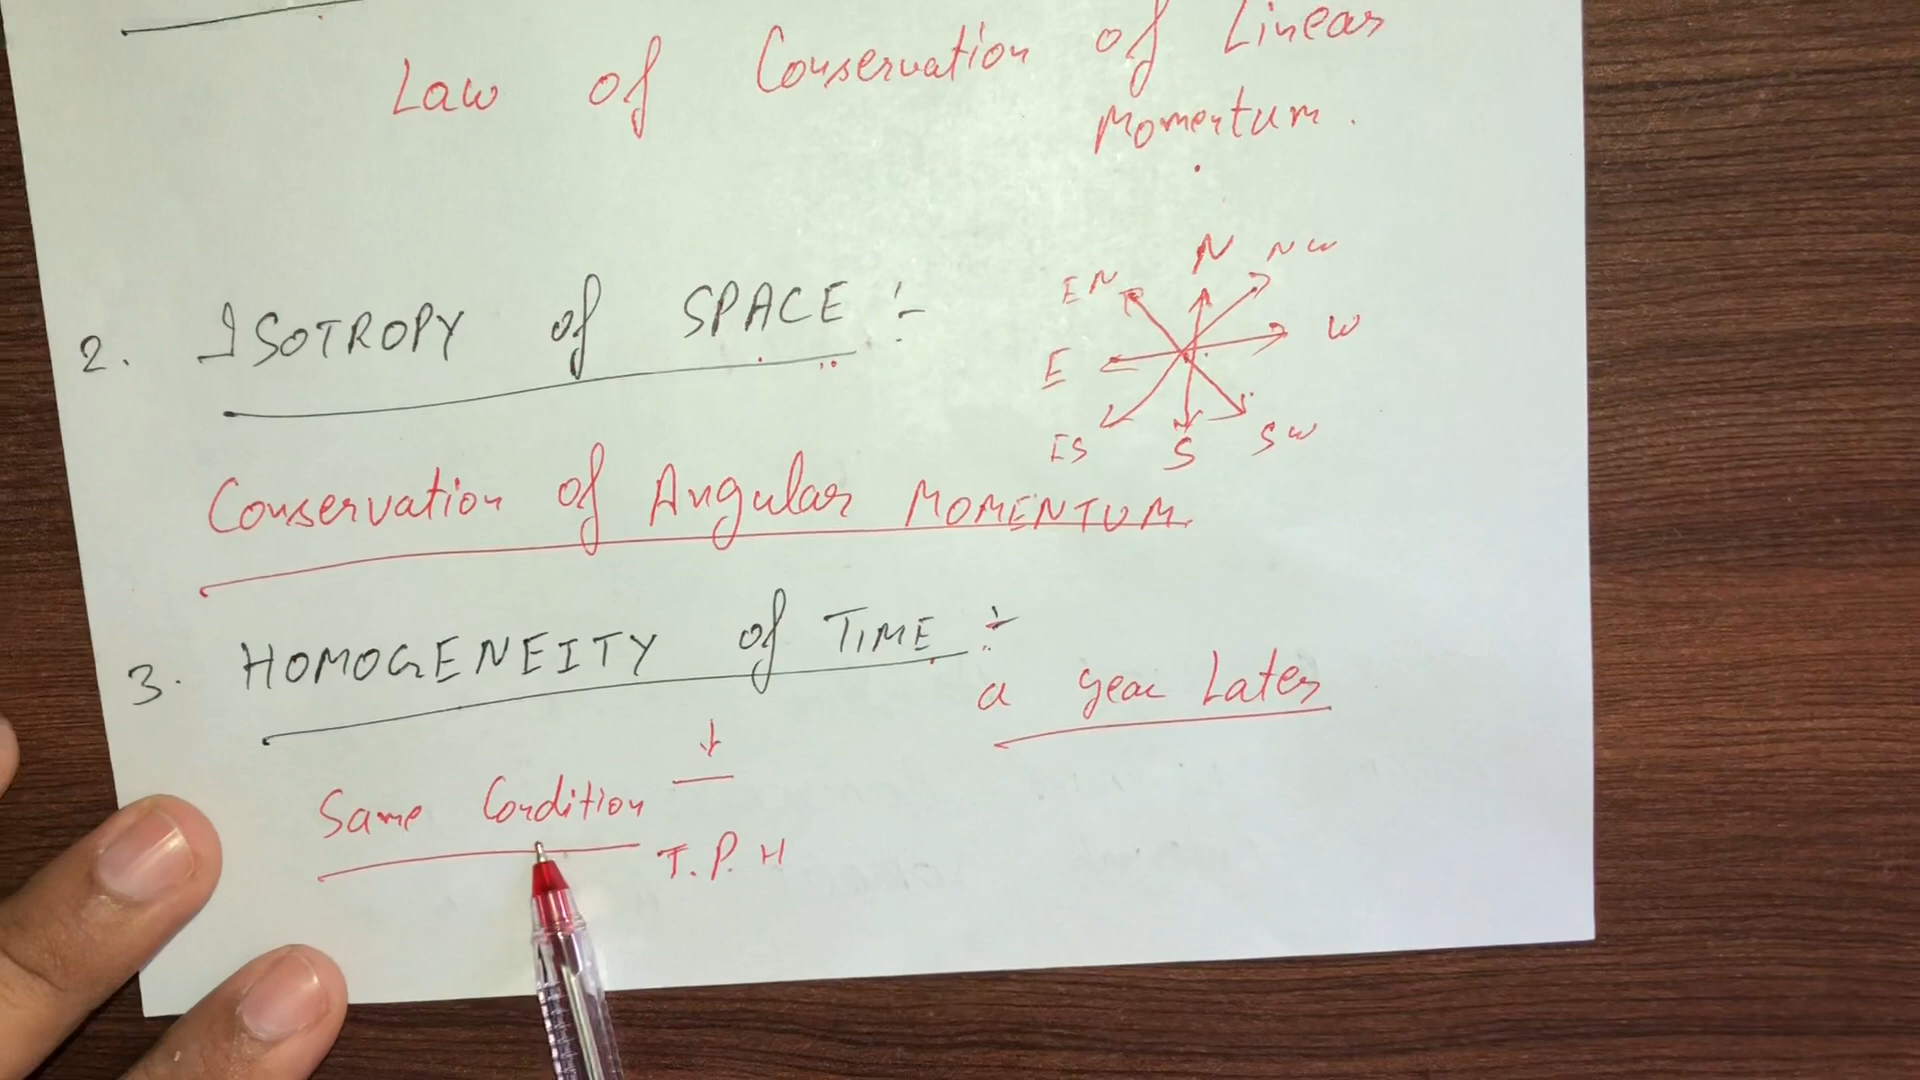 Law of Conservation of Linear
Momentum.
2. ISOTROPY of SPACE :-
N NW
EN
W
E
ES S SW
Conservation of Angular MOMENTUM.
3. HOMOGENEITY of TIME :-
a year Later
Same Condition
T.P.H